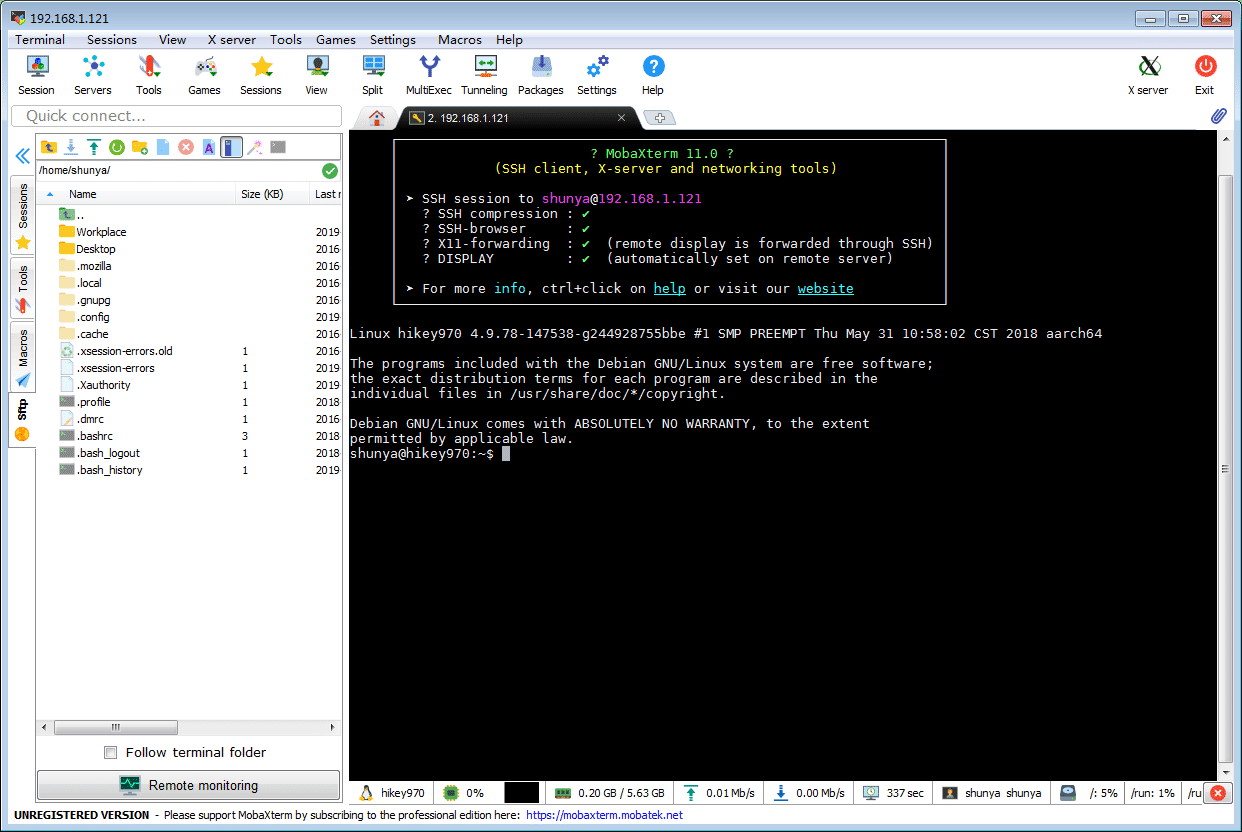 192.168.1.121
Terminal Sessions View X server Tools Games Settings Macros Help
Session Servers Tools Games Sessions View Split MultiExec Tunneling Packages Settings Help X server Exit
Quick connect...
2. 192.168.1.121
/home/shunya/
Name Size (KB) Last
..
Workplace 2019
Desktop 2016
.mozilla 2016
.local 2016
.gnupg 2016
.config 2019
.cache 2016
.xsession-errors.old 1 2016
.xsession-errors 1 2019
.Xauthority 1 2019
.profile 1 2018
.dmrc 1 2016
.bashrc 3 2018
.bash_logout 1 2018
.bash_history 1 2019
Sessions
Tools
Macros
Sftp
Follow terminal folder
Remote monitoring
? MobaXterm 11.0 ?
(SSH client, X-server and networking tools)
➤ SSH session to shunya@192.168.1.121
? SSH compression : ✔
? SSH-browser : ✔
? X11-forwarding : ✔ (remote display is forwarded through SSH)
? DISPLAY : ✔ (automatically set on remote server)
➤ For more info, ctrl+click on help or visit our website
Linux hikey970 4.9.78-147538-g244928755bbe #1 SMP PREEMPT Thu May 31 10:58:02 CST 2018 aarch64
The programs included with the Debian GNU/Linux system are free software;
the exact distribution terms for each program are described in the
individual files in /usr/share/doc/*/copyright.
Debian GNU/Linux comes with ABSOLUTELY NO WARRANTY, to the extent
permitted by applicable law.
shunya@hikey970:~$
hikey970 0% 0.20 GB / 5.63 GB 0.01 Mb/s 0.00 Mb/s 337 sec shunya shunya /: 5% /run: 1% /ru
UNREGISTERED VERSION - Please support MobaXterm by subscribing to the professional edition here: https://mobaxterm.mobatek.net